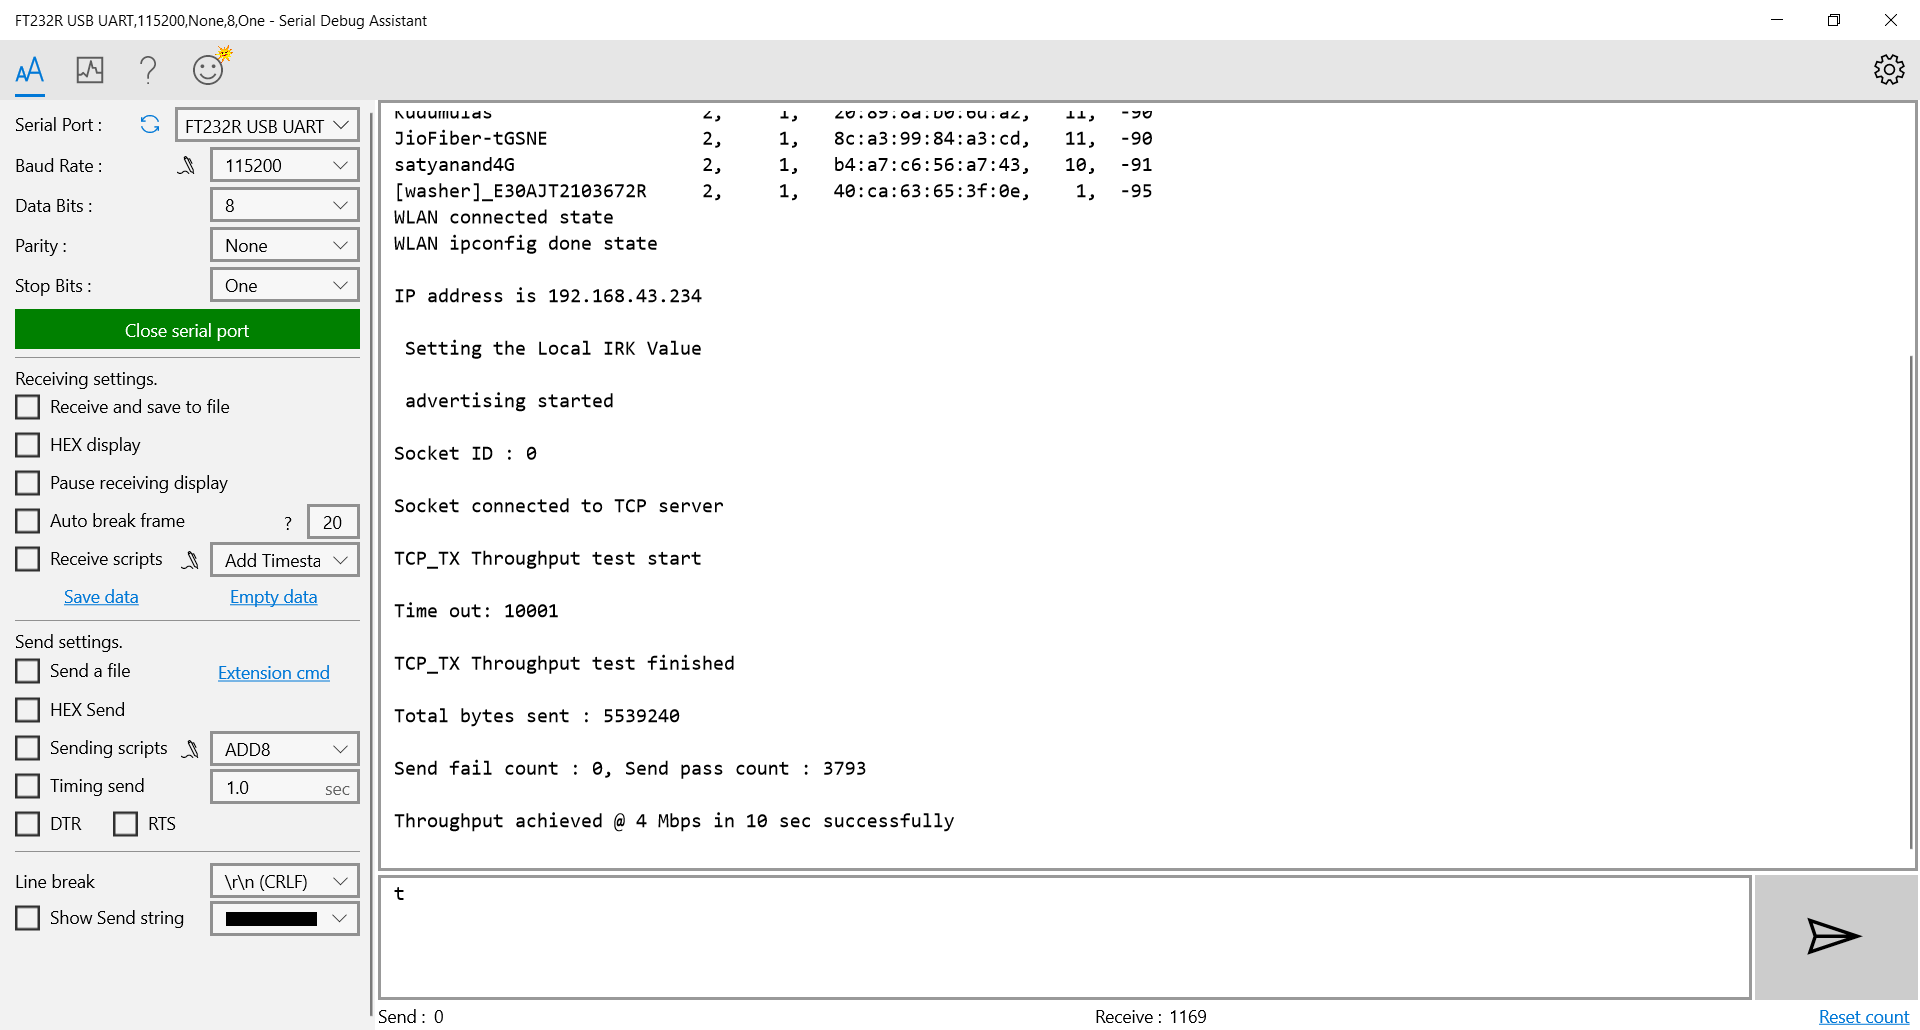 FT232R USB UART,115200,None,8,One - Serial Debug Assistant
Serial Port :
FT232R USB UART
Baud Rate :
115200
Data Bits :
8
Parity :
None
Stop Bits :
One
Close serial port
Receiving settings.
Receive and save to file
HEX display
Pause receiving display
Auto break frame ? 20
Receive scripts Add Timesta
Save data Empty data
Send settings.
Send a file Extension cmd
HEX Send
Sending scripts ADD8
Timing send 1.0 sec
DTR RTS
Line break \r\n (CRLF)
Show Send string
Kudumulas 2, 1, 20:89:8a:b0:6d:a2, 11, -90
JioFiber-tGSNE 2, 1, 8c:a3:99:84:a3:cd, 11, -90
satyanand4G 2, 1, b4:a7:c6:56:a7:43, 10, -91
[washer]_E30AJT2103672R 2, 1, 40:ca:63:65:3f:0e, 1, -95
WLAN connected state
WLAN ipconfig done state
IP address is 192.168.43.234
Setting the Local IRK Value
advertising started
Socket ID : 0
Socket connected to TCP server
TCP_TX Throughput test start
Time out: 10001
TCP_TX Throughput test finished
Total bytes sent : 5539240
Send fail count : 0, Send pass count : 3793
Throughput achieved @ 4 Mbps in 10 sec successfully
t
Send : 0 Receive : 1169 Reset count